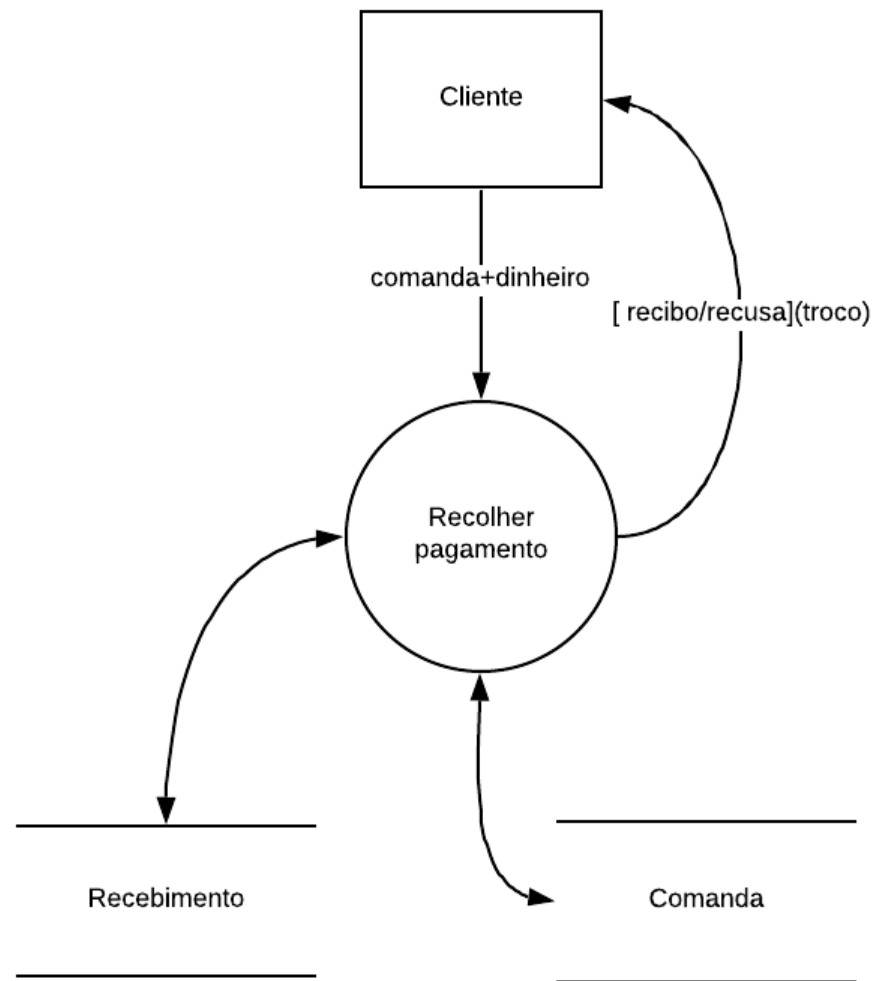 Cliente
comanda+dinheiro
[ recibo/recusa](troco)
Recolher
pagamento
Recebimento
Comanda